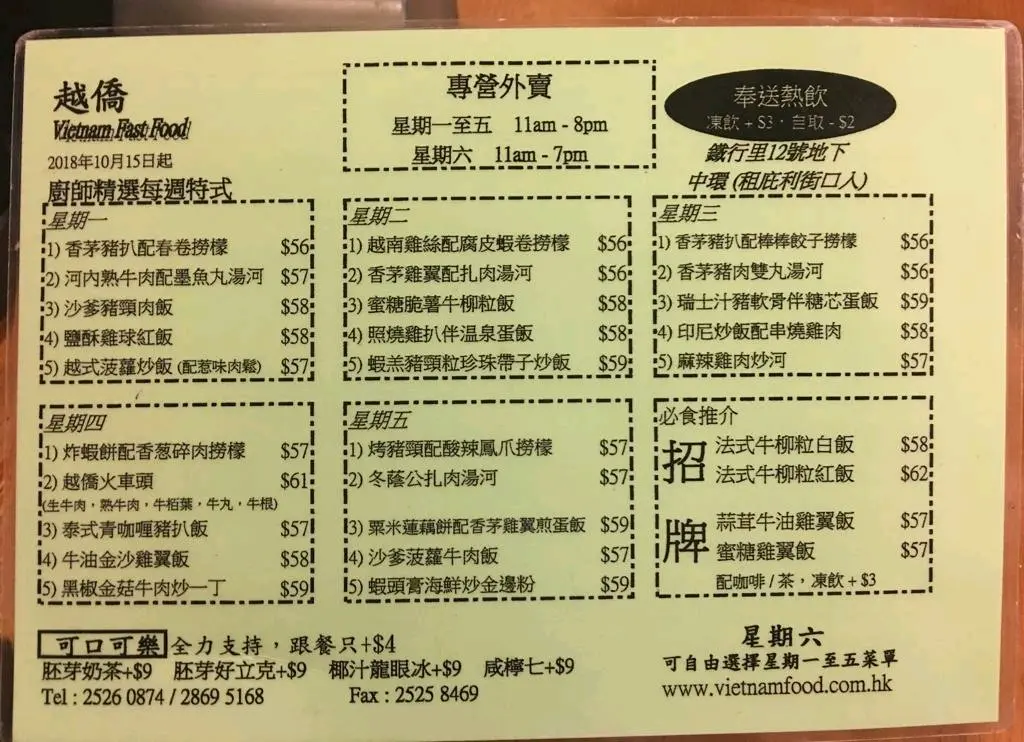 越僑
Vietnam Fast Food
2018年10月15日起
廚師精選每週特式
專營外賣
星期一至五 11am - 8pm
星期六 11am - 7pm
奉送熱飲
凍飲 + $3．自取 - $2
鐵行里12號地下
中環 (租庇利街口入)
星期一
1) 香茅豬扒配春卷撈檬 $56
2) 河內熟牛肉配墨魚丸湯河 $57
3) 沙爹豬頸肉飯 $58
4) 鹽酥雞球紅飯 $58
5) 越式菠蘿炒飯 (配惹味肉鬆) $57
星期二
1) 越南雞絲配腐皮蝦卷撈檬 $56
2) 香茅雞翼配扎肉湯河 $56
3) 蜜糖脆薯牛柳粒飯 $58
4) 照燒雞扒伴温泉蛋飯 $58
5) 蝦羔豬頸粒珍珠帶子炒飯 $59
星期三
1) 香茅豬扒配棒棒餃子撈檬 $56
2) 香茅豬肉雙丸湯河 $56
3) 瑞士汁豬軟骨伴糖芯蛋飯 $59
4) 印尼炒飯配串燒雞肉 $58
5) 麻辣雞肉炒河 $57
星期四
1) 炸蝦餅配香葱碎肉撈檬 $57
2) 越僑火車頭 $61
(生牛肉，熟牛肉，牛栢葉，牛丸，牛根)
3) 泰式青咖喱豬扒飯 $57
4) 牛油金沙雞翼飯 $58
5) 黑椒金菇牛肉炒一丁 $59
星期五
1) 烤豬頸配酸辣鳳爪撈檬 $57
2) 冬蔭公扎肉湯河 $57
3) 粟米蓮藕餅配香茅雞翼煎蛋飯 $59
4) 沙爹菠蘿牛肉飯 $57
5) 蝦頭膏海鮮炒金邊粉 $59
必食推介
招牌
法式牛柳粒白飯 $58
法式牛柳粒紅飯 $62
蒜茸牛油雞翼飯 $57
蜜糖雞翼飯 $57
配咖啡 / 茶，凍飲 + $3
可口可樂 全力支持，跟餐只+$4
胚芽奶茶+$9 胚芽好立克+$9 椰汁龍眼冰+$9 咸檸七+$9
Tel : 2526 0874 / 2869 5168 Fax : 2525 8469
星期六
可自由選擇星期一至五菜單
www.vietnamfood.com.hk